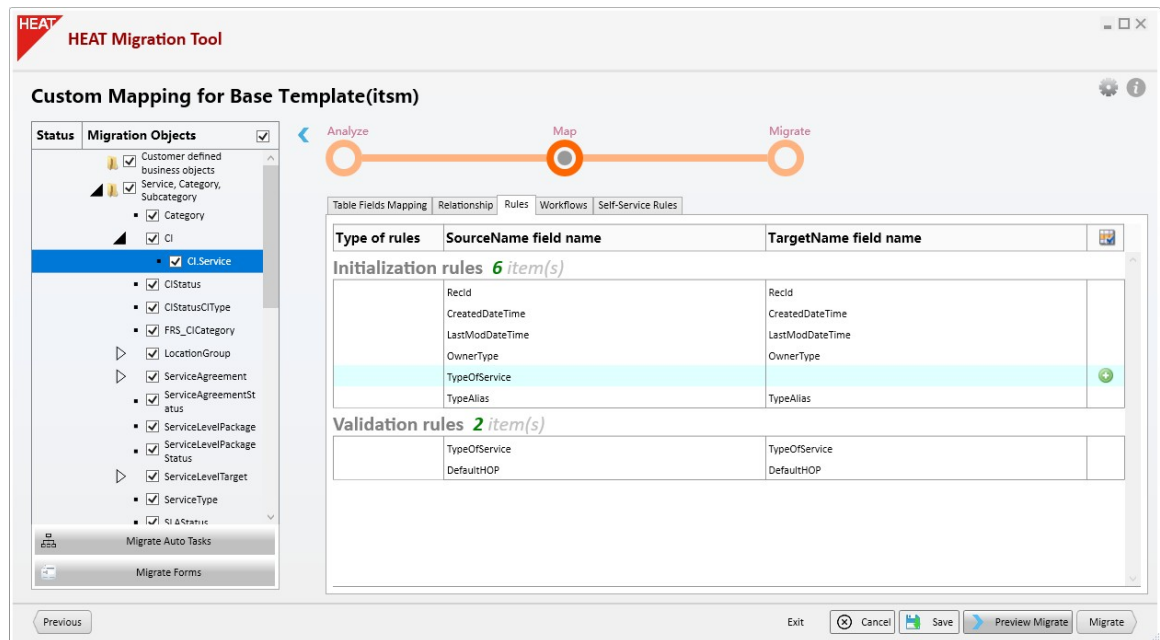 HEAT
HEAT Migration Tool
Custom Mapping for Base Template(itsm)
Status Migration Objects
Customer defined
business objects
Service, Category,
Subcategory
Category
CI
CI.Service
CIStatus
CIStatusCIType
FRS_CICategory
LocationGroup
ServiceAgreement
ServiceAgreementSt
atus
ServiceLevelPackage
ServiceLevelPackage
Status
ServiceLevelTarget
ServiceType
SLAStatus
Migrate Auto Tasks
Migrate Forms
Analyze Map Migrate
Table Fields Mapping Relationship Rules Workflows Self-Service Rules
Type of rules SourceName field name TargetName field name
Initialization rules 6 item(s)
RecId RecId
CreatedDateTime CreatedDateTime
LastModDateTime LastModDateTime
OwnerType OwnerType
TypeOfService
TypeAlias TypeAlias
Validation rules 2 item(s)
TypeOfService TypeOfService
DefaultHOP DefaultHOP
Previous Exit Cancel Save Preview Migrate Migrate